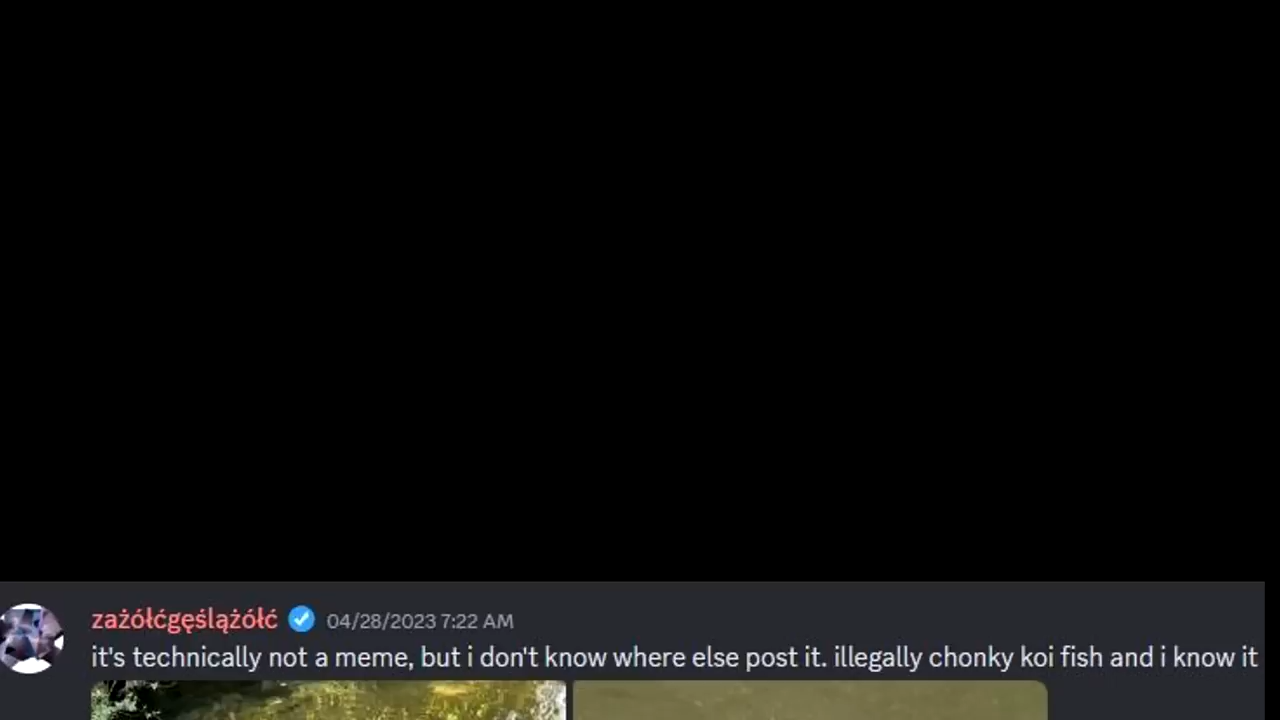 zażółćgęślążółć 04/28/2023 7:22 AM
it's technically not a meme, but i don't know where else post it. illegally chonky koi fish and i know it